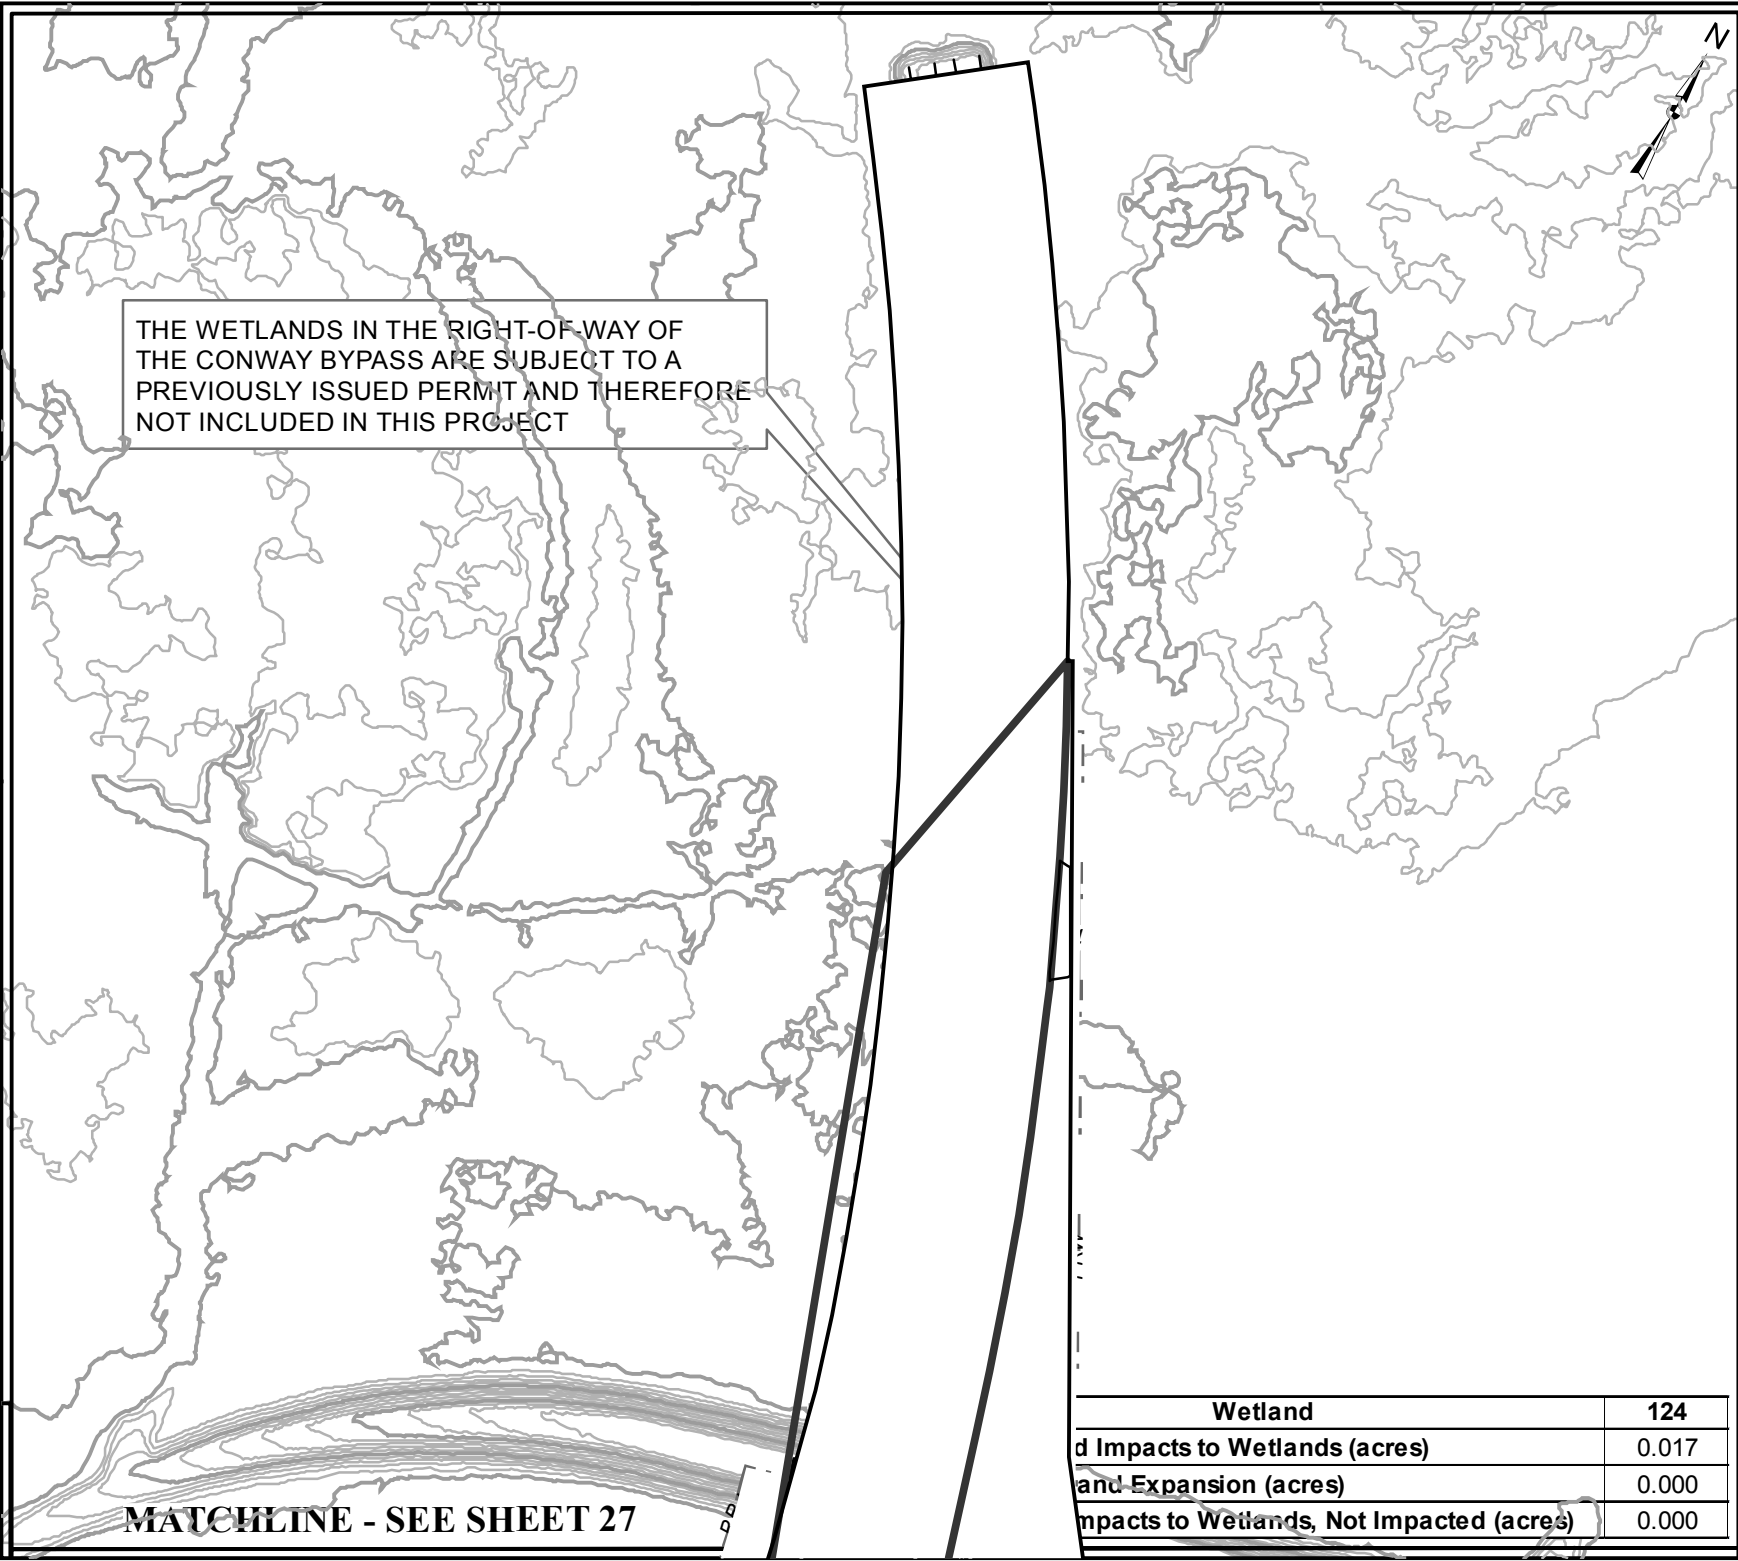 N
THE WETLANDS IN THE RIGHT-OF-WAY OF
THE CONWAY BYPASS ARE SUBJECT TO A
PREVIOUSLY ISSUED PERMIT AND THEREFORE
NOT INCLUDED IN THIS PROJECT
Wetland 124
d Impacts to Wetlands (acres) 0.017
and Expansion (acres) 0.000
mpacts to Wetlands, Not Impacted (acres) 0.000
MATCHLINE - SEE SHEET 27